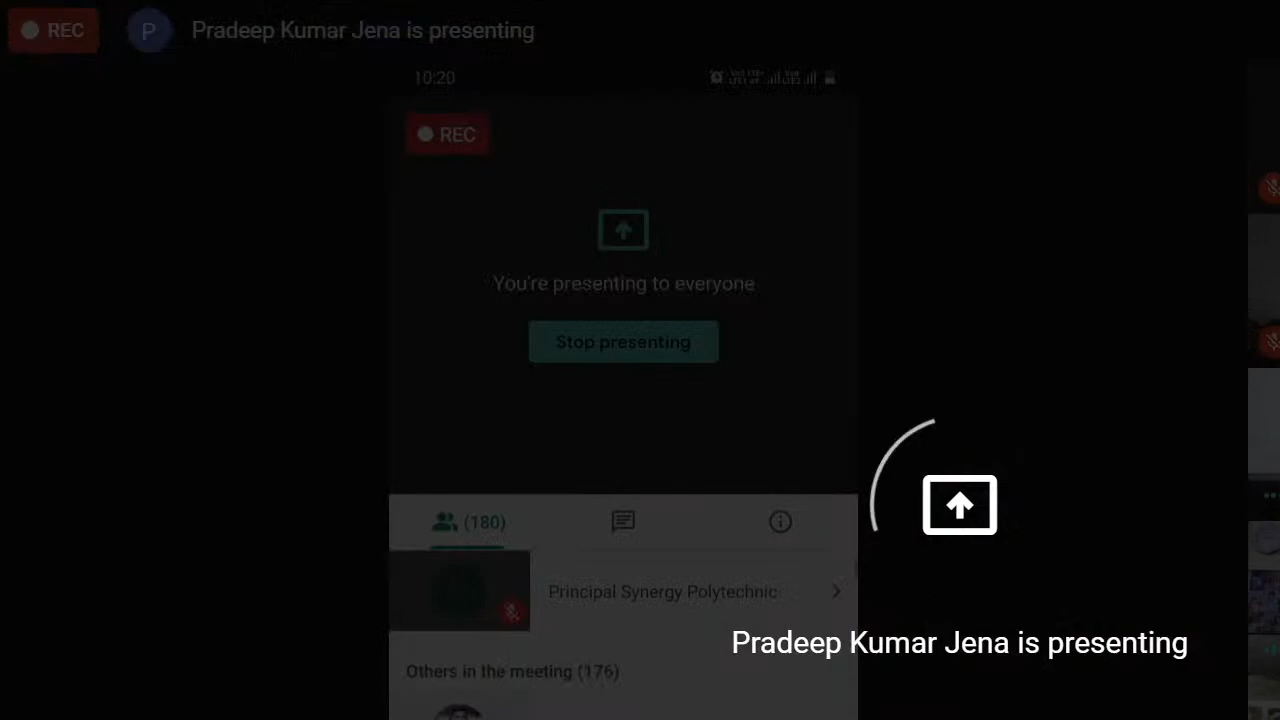 REC
P
Pradeep Kumar Jena is presenting
10:20
REC
You're presenting to everyone
Stop presenting
(180)
Principal Synergy Polytechnic
Pradeep Kumar Jena is presenting
Others in the meeting (176)